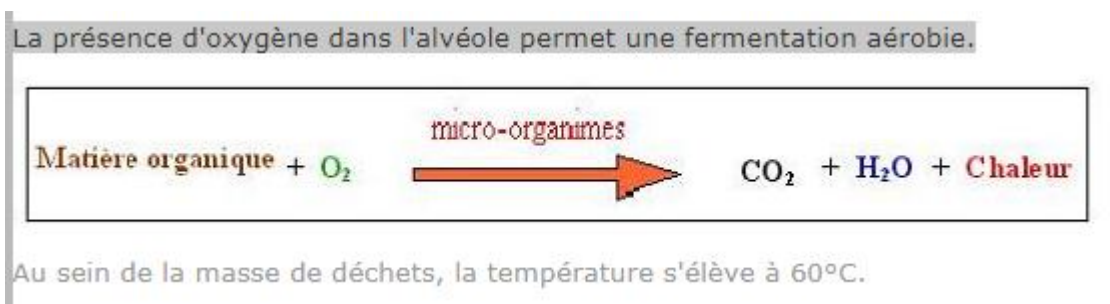 La présence d'oxygène dans l'alvéole permet une fermentation aérobie.
micro-organimes
Matière organique + O₂ CO₂ + H₂O + Chaleur
Au sein de la masse de déchets, la température s'élève à 60°C.